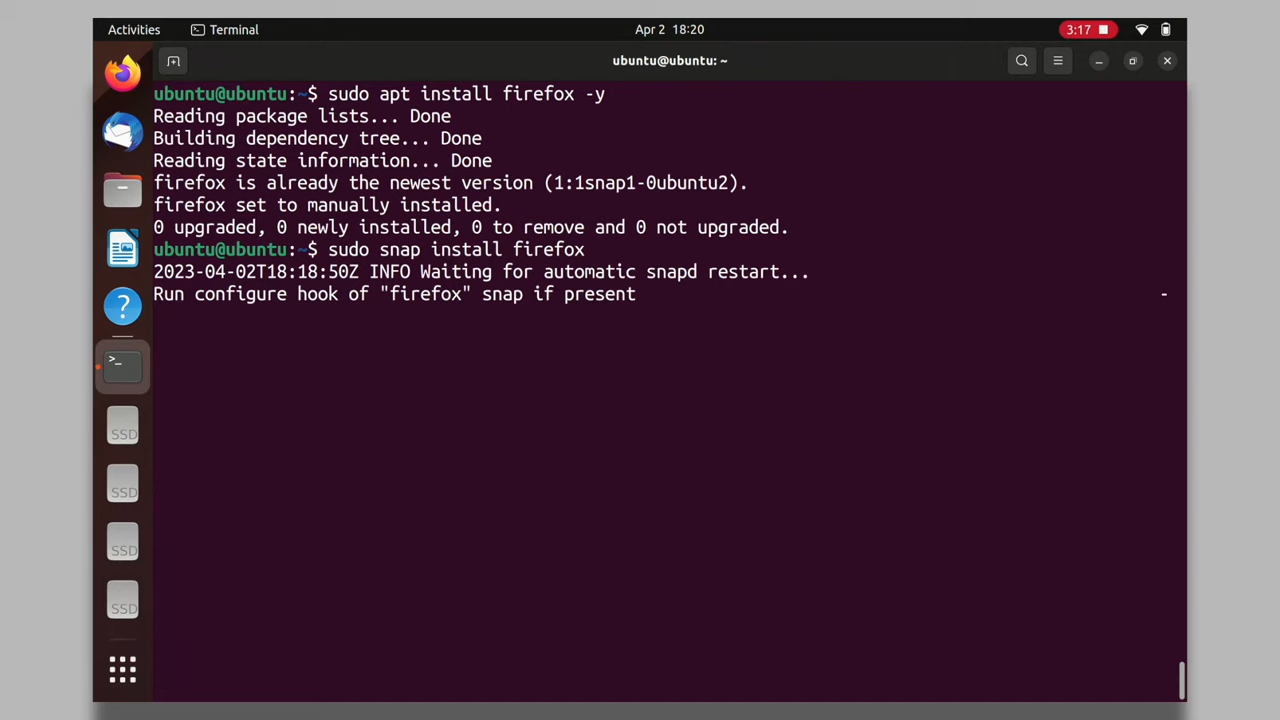 Activities Terminal Apr 2 18:20 3:17
ubuntu@ubuntu: ~
ubuntu@ubuntu:~$ sudo apt install firefox -y
Reading package lists... Done
Building dependency tree... Done
Reading state information... Done
firefox is already the newest version (1:1snap1-0ubuntu2).
firefox set to manually installed.
0 upgraded, 0 newly installed, 0 to remove and 0 not upgraded.
ubuntu@ubuntu:~$ sudo snap install firefox
2023-04-02T18:18:50Z INFO Waiting for automatic snapd restart...
Run configure hook of "firefox" snap if present -
>_
SSD
SSD
SSD
SSD